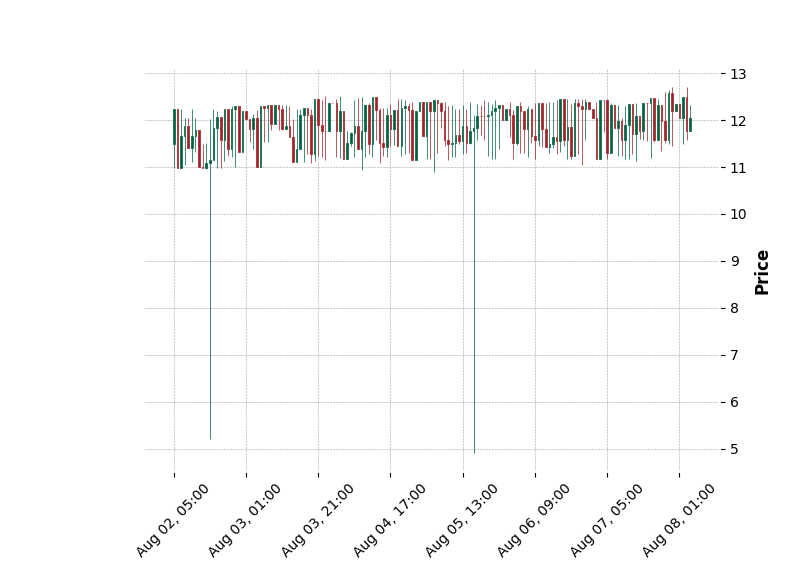 13
12
11
10
9
8
7
6
5
Price
Aug 02, 05:00
Aug 03, 01:00
Aug 03, 21:00
Aug 04, 17:00
Aug 05, 13:00
Aug 06, 09:00
Aug 07, 05:00
Aug 08, 01:00